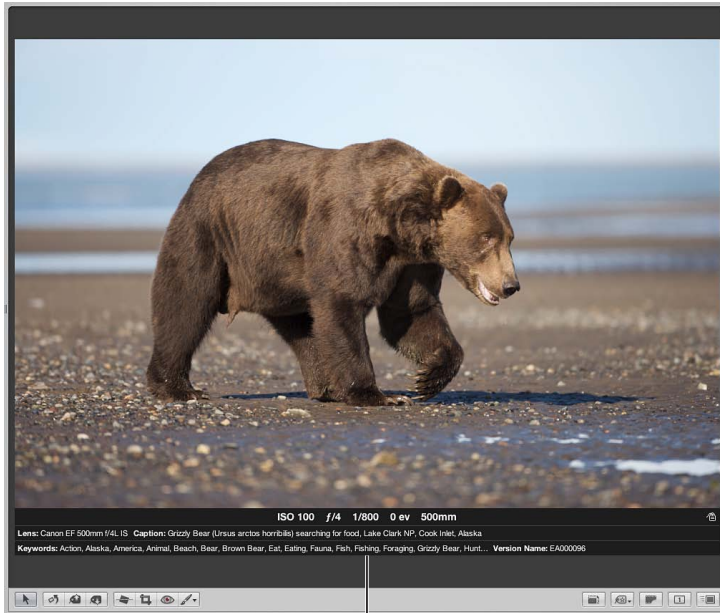 ISO 100 ƒ/4 1/800 0 ev 500mm
Lens: Canon EF 500mm f/4L IS Caption: Grizzly Bear (Ursus arctos horribilis) searching for food, Lake Clark NP, Cook Inlet, Alaska
Keywords: Action, Alaska, America, Animal, Beach, Bear, Brown Bear, Eat, Eating, Fauna, Fish, Fishing, Foraging, Grizzly Bear, Hunt... Version Name: EA000096
1